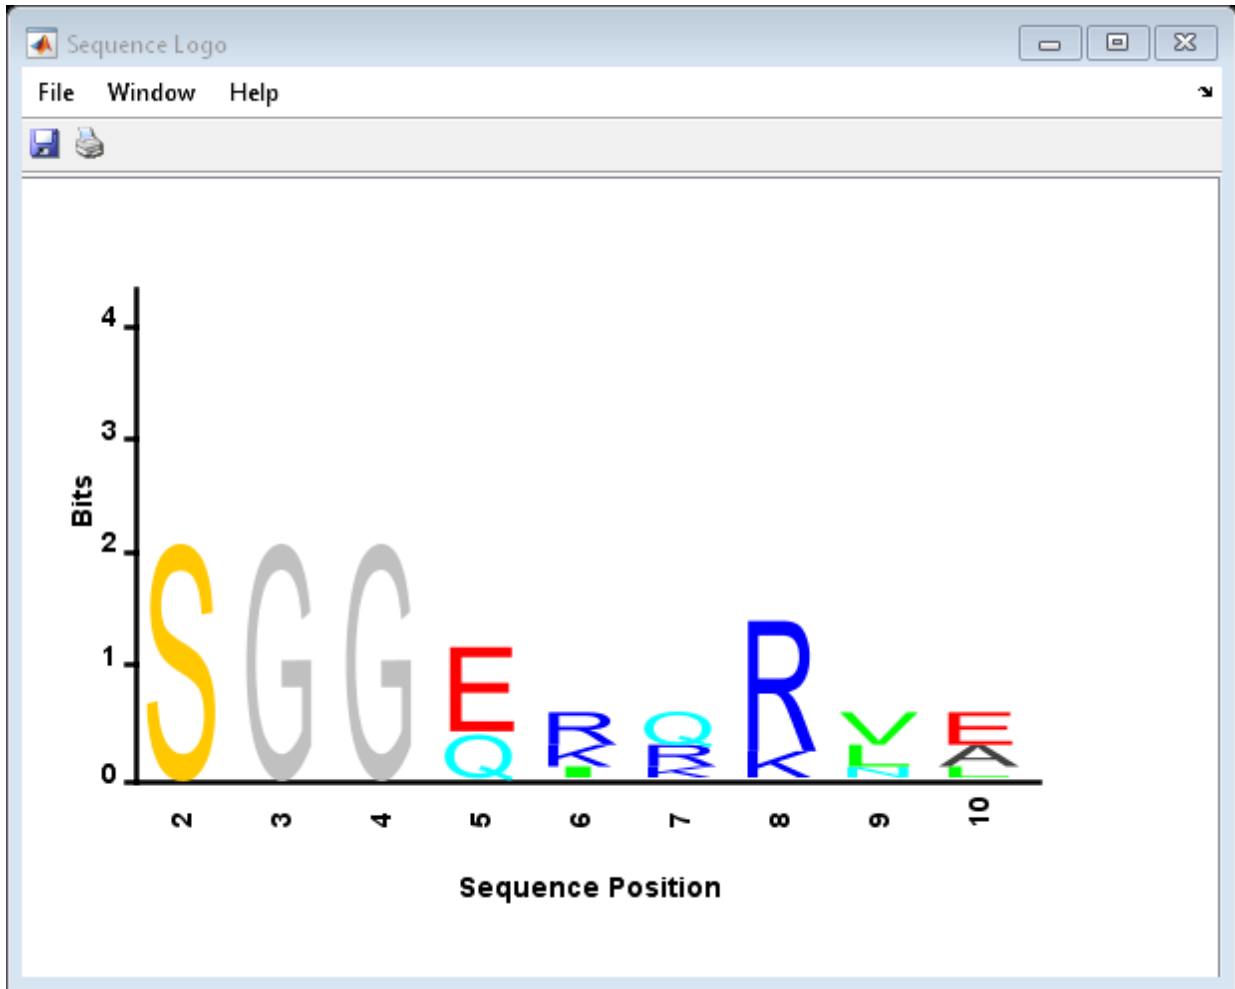 Sequence Logo
File Window Help
4
3
2
1
0
Bits
S G G E R Q R V E
Q K R K L A
I K N L
2 3 4 5 6 7 8 9 10
Sequence Position